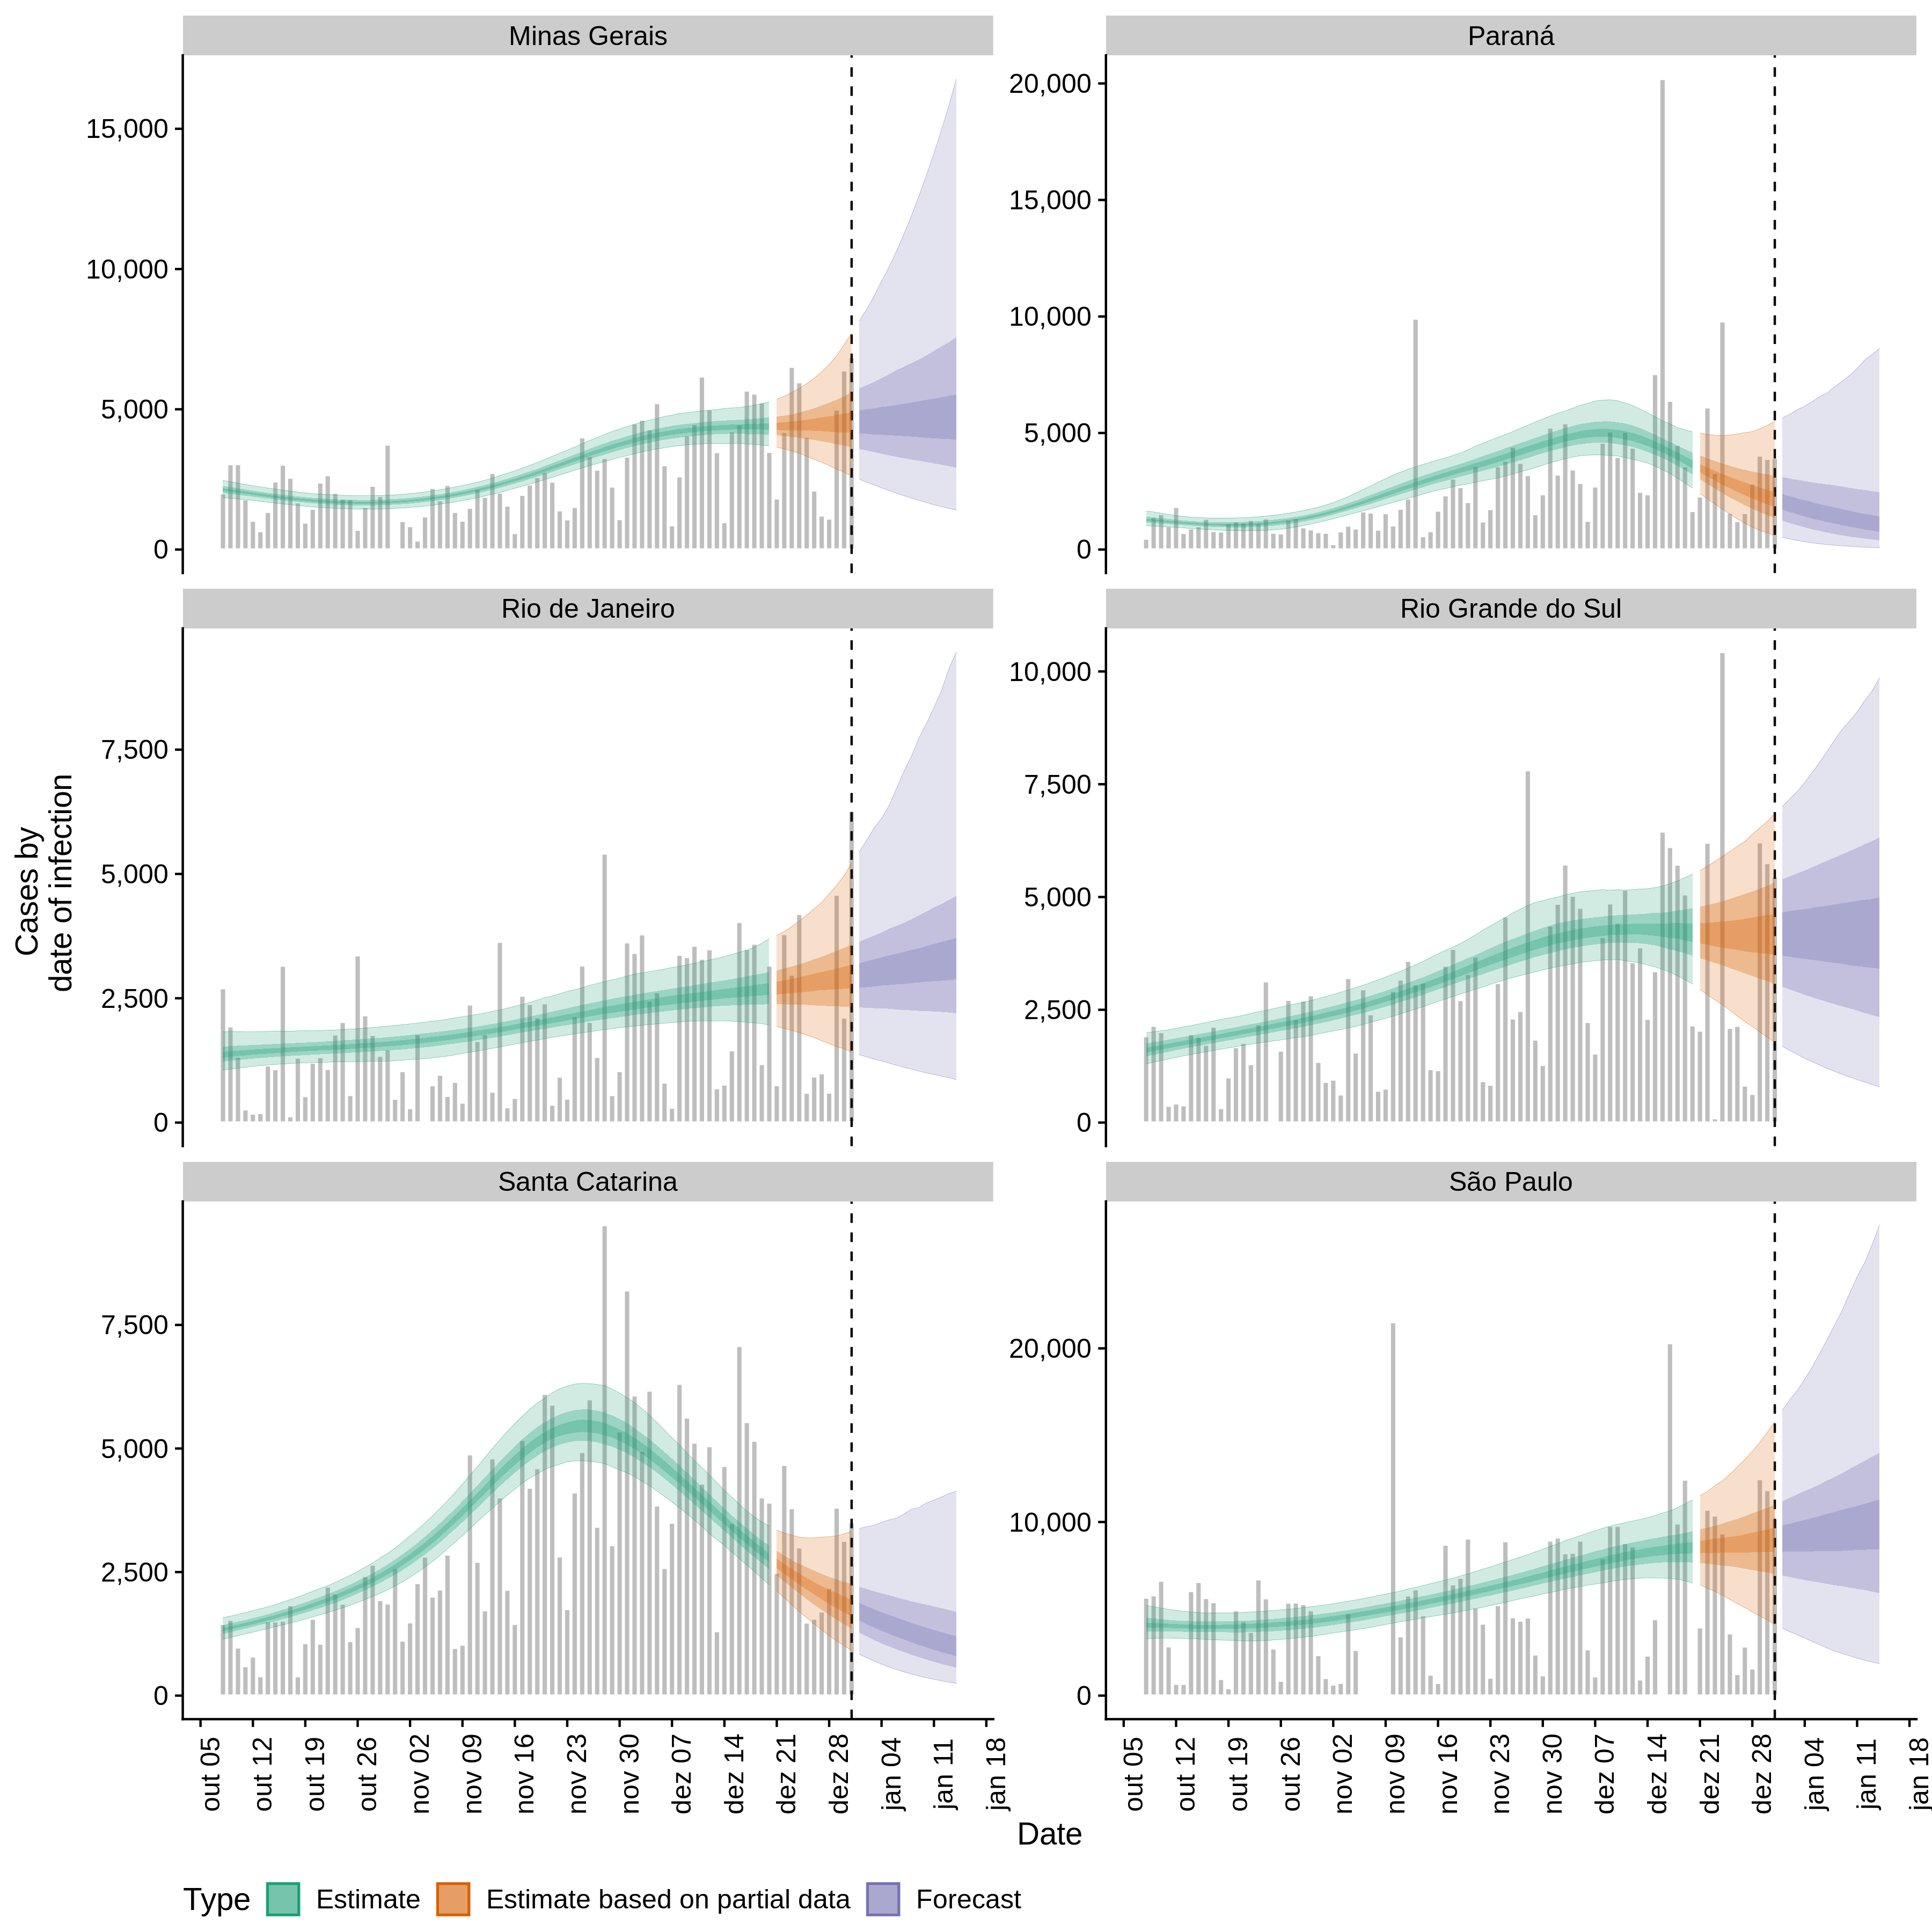 Minas Gerais
Paraná
15,000
10,000
5,000
0
20,000
15,000
10,000
5,000
0
Rio de Janeiro
Rio Grande do Sul
7,500
5,000
2,500
0
10,000
7,500
5,000
2,500
0
Cases by
date of infection
Santa Catarina
São Paulo
7,500
5,000
2,500
0
20,000
10,000
0
out 05
out 12
out 19
out 26
nov 02
nov 09
nov 16
nov 23
nov 30
dez 07
dez 14
dez 21
dez 28
jan 04
jan 11
jan 18
out 05
out 12
out 19
out 26
nov 02
nov 09
nov 16
nov 23
nov 30
dez 07
dez 14
dez 21
dez 28
jan 04
jan 11
jan 18
Date
Type Estimate Estimate based on partial data Forecast